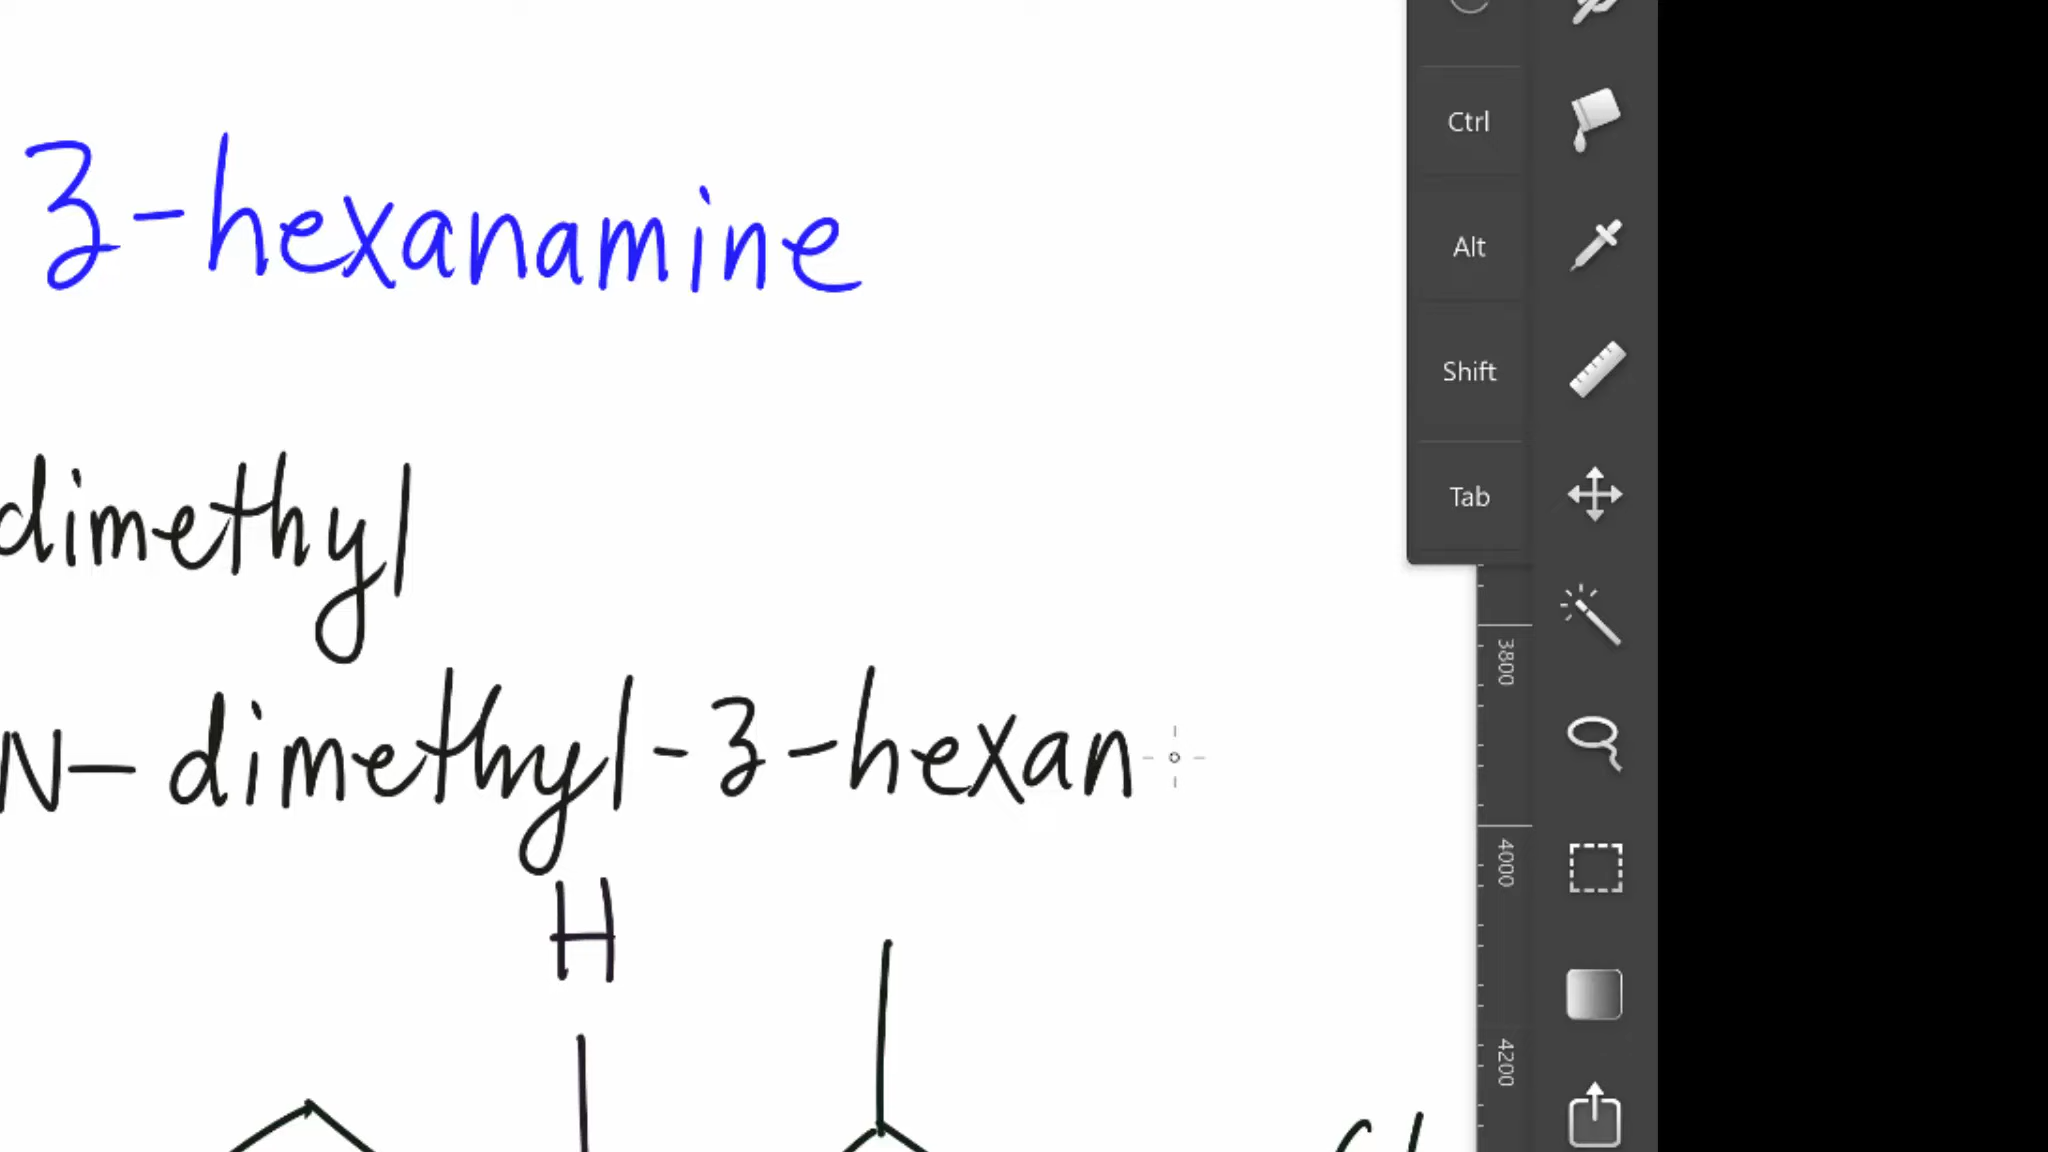 Ctrl
3-hexanamine
Alt
Shift
dimethyl
Tab
3800
N-dimethyl-3-hexan
4000
H
4200